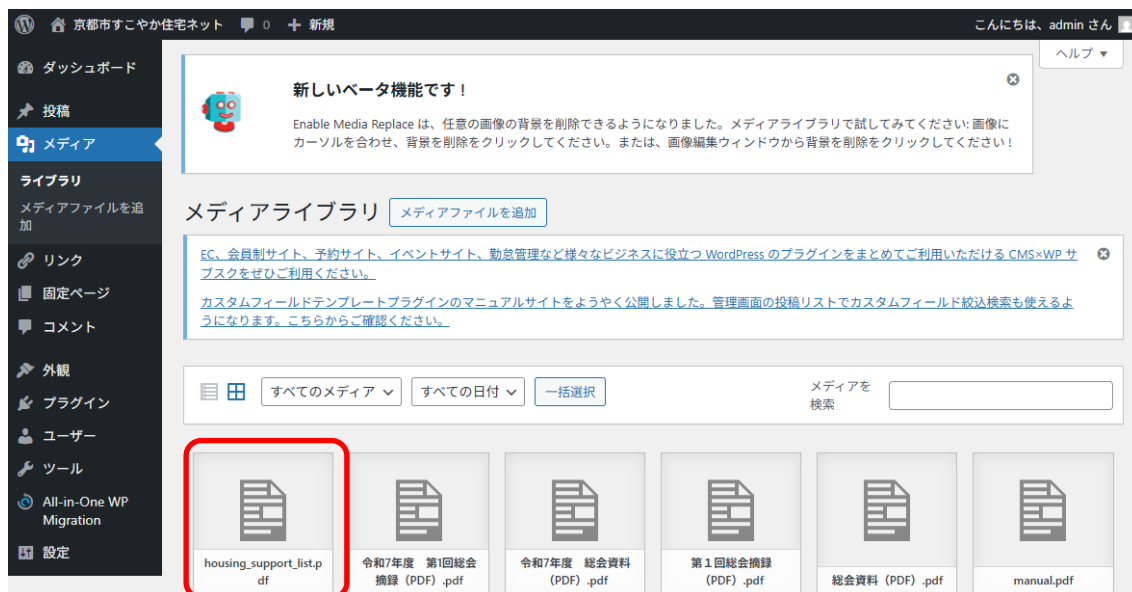 京都市すこやか住宅ネット 0 新規
こんにちは、admin さん
ヘルプ ▼
ダッシュボード
投稿
メディア
ライブラリ
メディアファイルを追
加
リンク
固定ページ
コメント
外観
プラグイン
ユーザー
ツール
All-in-One WP
Migration
設定
新しいベータ機能です !
Enable Media Replace は、任意の画像の背景を削除できるようになりました。メディアライブラリで試してみてください: 画像に
カーソルを合わせ、背景を削除をクリックしてください。または、画像編集ウィンドウから背景を削除をクリックしてください !
メディアライブラリ
メディアファイルを追加
EC、会員制サイト、予約サイト、イベントサイト、勤怠管理など様々なビジネスに役立つ WordPress のプラグインをまとめてご利用いただける CMS×WP サ
ブスクをぜひご利用ください。
カスタムフィールドテンプレートプラグインのマニュアルサイトをようやく公開しました。管理画面の投稿リストでカスタムフィールド絞込検索も使えるよ
うになります。こちらからご確認ください。
すべてのメディア
すべての日付
一括選択
メディアを
検索
housing_support_list.p
df
令和7年度 第1回総会
摘録（PDF）.pdf
令和7年度 総会資料
（PDF）.pdf
第１回総会摘録
（PDF）.pdf
総会資料（PDF）.pdf
manual.pdf